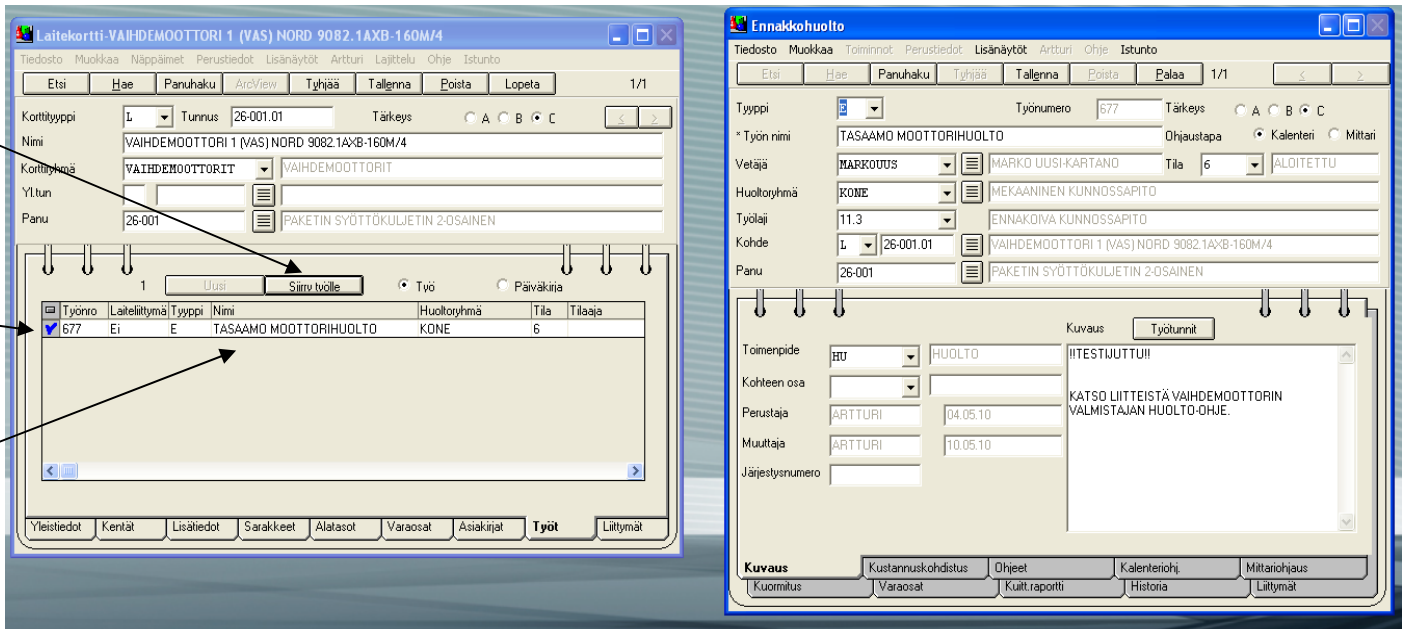 Laitekortti-VAIHDEMOOTTORI 1 (VAS) NORD 9082.1AXB-160M/4
Tiedosto Muokkaa Näppäimet Perustiedot Lisänäytöt Artturi Lajittelu Ohje Istunto
Etsi Hae Panuhaku ArcView Tyhjää Tallenna Poista Lopeta 1/1
Korttityyppi L Tunnus 26-001.01 Tärkeys A B C < >
Nimi VAIHDEMOOTTORI 1 (VAS) NORD 9082.1AXB-160M/4
Korttiryhmä VAIHDEMOOTTORIT VAIHDEMOOTTORIT
Yl.tun
Panu 26-001 PAKETIN SYÖTTÖKULJETIN 2-OSAINEN
1 Uusi Siirry työlle Työ Päiväkirja
Työnro Laiteliittymä Tyyppi Nimi Huoltoryhmä Tila Tilaaja
677 Ei E TASAAMO MOOTTORIHUOLTO KONE 6
Yleistiedot Kentät Lisätiedot Sarakkeet Alatasot Varaosat Asiakirjat Työt Liittymät
Ennakkohuolto
Tiedosto Muokkaa Toiminnot Perustiedot Lisänäytöt Artturi Ohje Istunto
Etsi Hae Panuhaku Tyhjää Tallenna Poista Palaa 1/1 < >
Tyyppi E Työnumero 677 Tärkeys A B C
* Työn nimi TASAAMO MOOTTORIHUOLTO Ohjaustapa Kalenteri Mittari
Vetäjä MARKOUUS MARKO UUSI-KARTANO Tila 6 ALOITETTU
Huoltoryhmä KONE MEKAANINEN KUNNOSSAPITO
Työlaji 11.3 ENNAKOIVA KUNNOSSAPITO
Kohde L 26-001.01 VAIHDEMOOTTORI 1 (VAS) NORD 9082.1AXB-160M/4
Panu 26-001 PAKETIN SYÖTTÖKULJETIN 2-OSAINEN
Kuvaus Työtunnit
Toimenpide HU HUOLTO
Kohteen osa
Perustaja ARTTURI 04.05.10
Muuttaja ARTTURI 10.05.10
Järjestysnumero
!!TESTIJUTTU!!
KATSO LIITTEISTÄ VAIHDEMOOTTORIN
VALMISTAJAN HUOLTO-OHJE.
Kuvaus Kustannuskohdistus Ohjeet Kalenteriohj. Mittariohjaus
Kuormitus Varaosat Kuitt.raportti Historia Liittymät